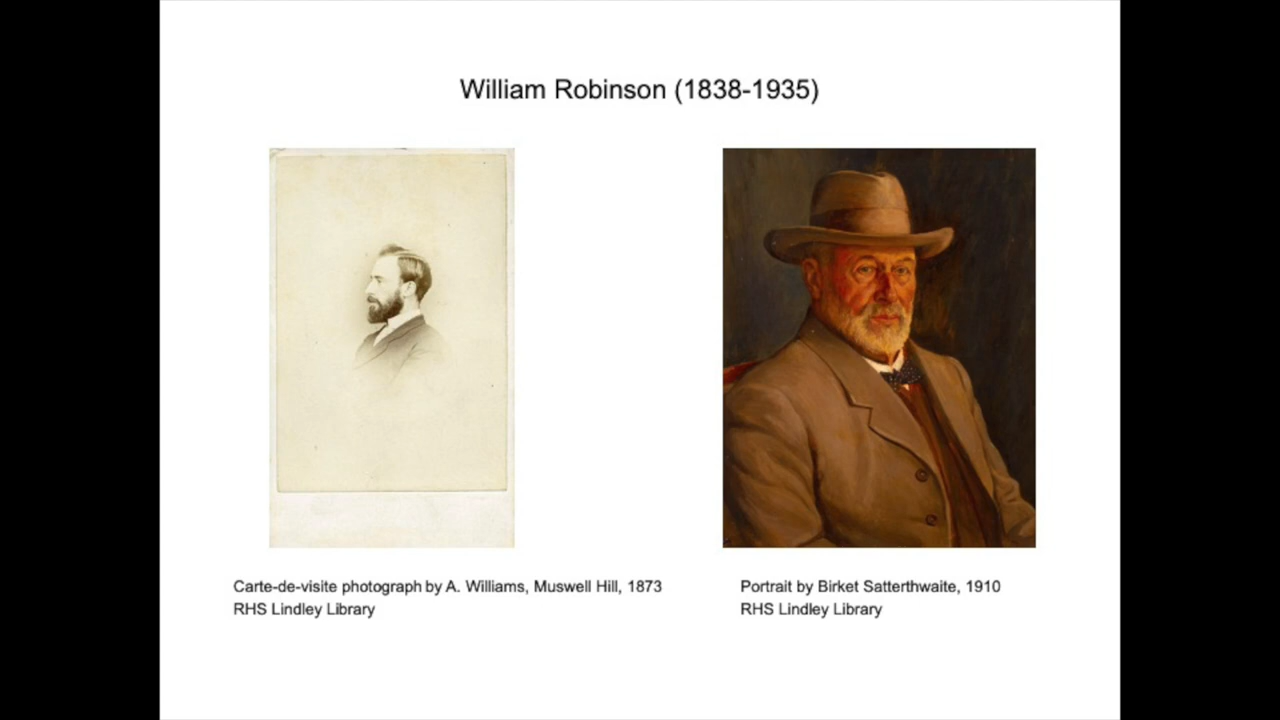 William Robinson (1838-1935)
Carte-de-visite photograph by A. Williams, Muswell Hill, 1873
RHS Lindley Library
Portrait by Birket Satterthwaite, 1910
RHS Lindley Library